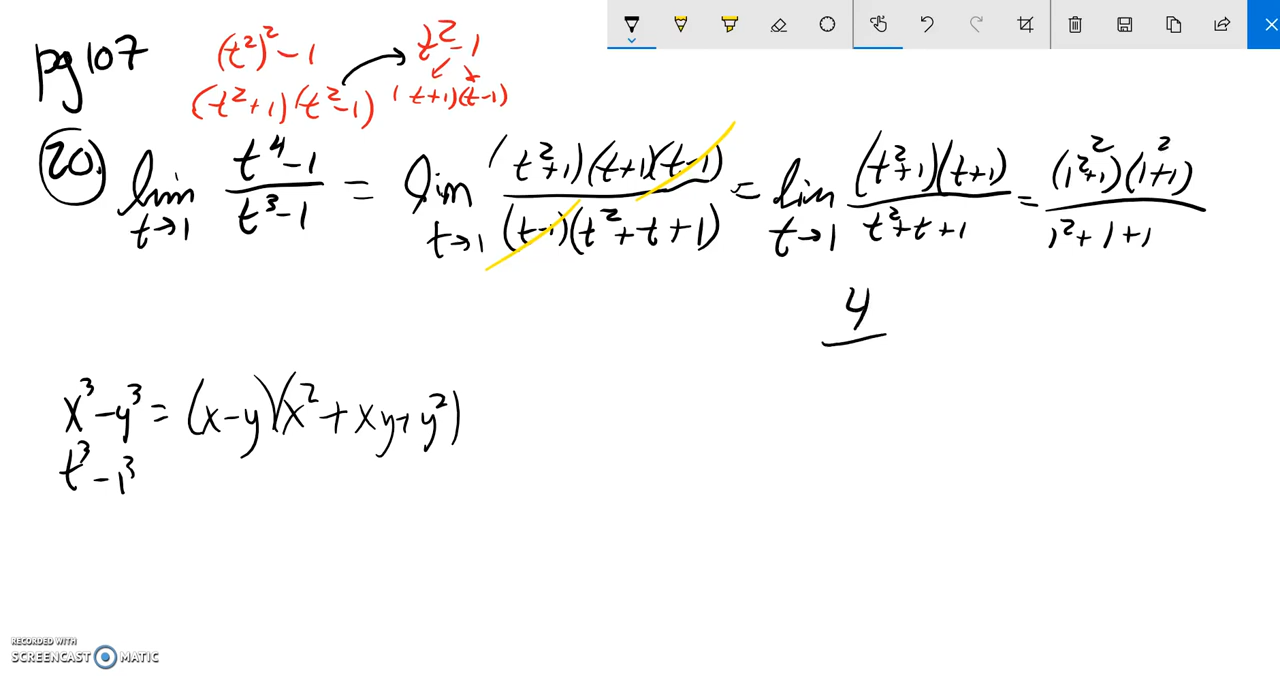 pg 107
(t²)² - 1
t² - 1
(t² + 1)(t² - 1)
(t+1)(t-1)
20. lim t→1 (t⁴ - 1)/(t³ - 1) = lim t→1 (t²+1)(t+1)(t-1)/(t-1)(t²+t+1) = lim t→1 (t²+1)(t+1)/t²+t+1 = (1²+1)²(1+1)²/1²+1+1
4
x³ - y³ = (x-y)(x² + xy + y²)
t³ - 1³
RECORDED WITH
SCREENCAST MATIC